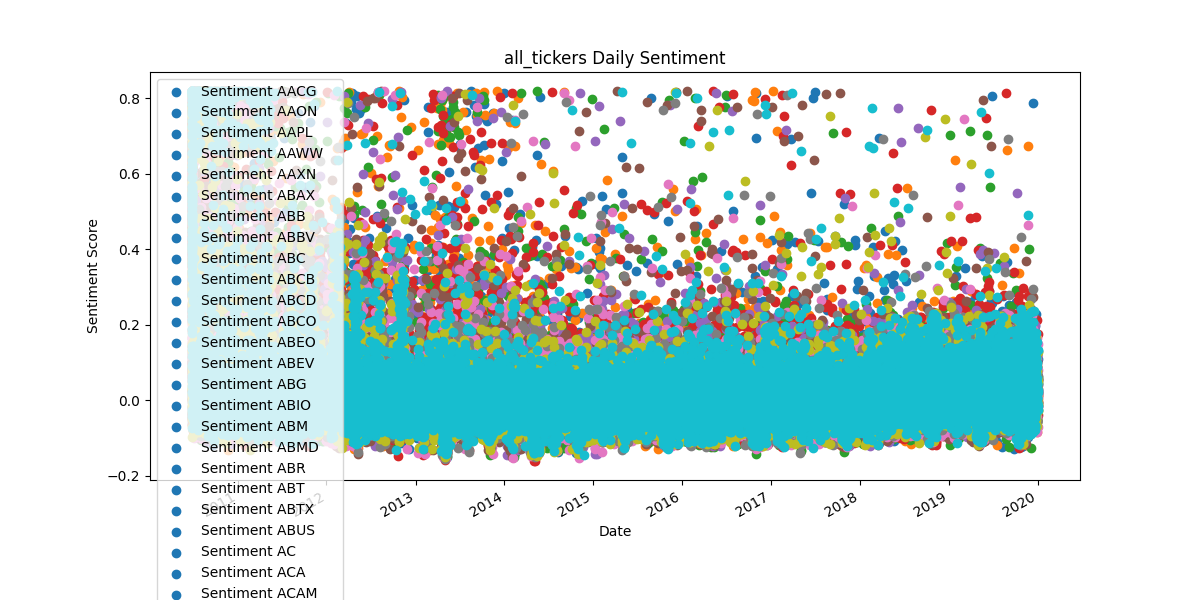 all_tickers Daily Sentiment
Sentiment Score
0.8
0.6
0.4
0.2
0.0
−0.2
Sentiment AACG
Sentiment AAON
Sentiment AAPL
Sentiment AAWW
Sentiment AAXN
Sentiment ABAX
Sentiment ABB
Sentiment ABBV
Sentiment ABC
Sentiment ABCB
Sentiment ABCD
Sentiment ABCO
Sentiment ABEO
Sentiment ABEV
Sentiment ABG
Sentiment ABIO
Sentiment ABM
Sentiment ABMD
Sentiment ABR
Sentiment ABT
Sentiment ABTX
Sentiment ABUS
Sentiment AC
Sentiment ACA
Sentiment ACAM
2011
2012
2013
2014
2015
2016
2017
2018
2019
2020
Date